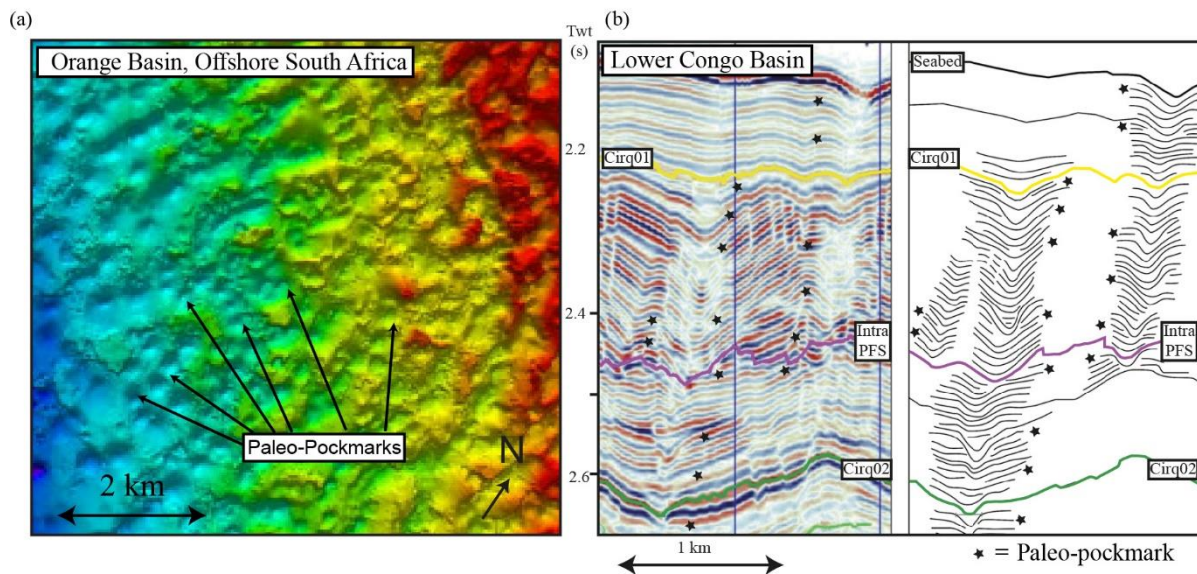 (a)
Orange Basin, Offshore South Africa
Paleo-Pockmarks
2 km
N
Twt
(s)
2.2
2.4
2.6
(b)
Lower Congo Basin
Cirq01
Intra
PFS
Cirq02
1 km
Seabed
Cirq01
Intra
PFS
Cirq02
= Paleo-pockmark